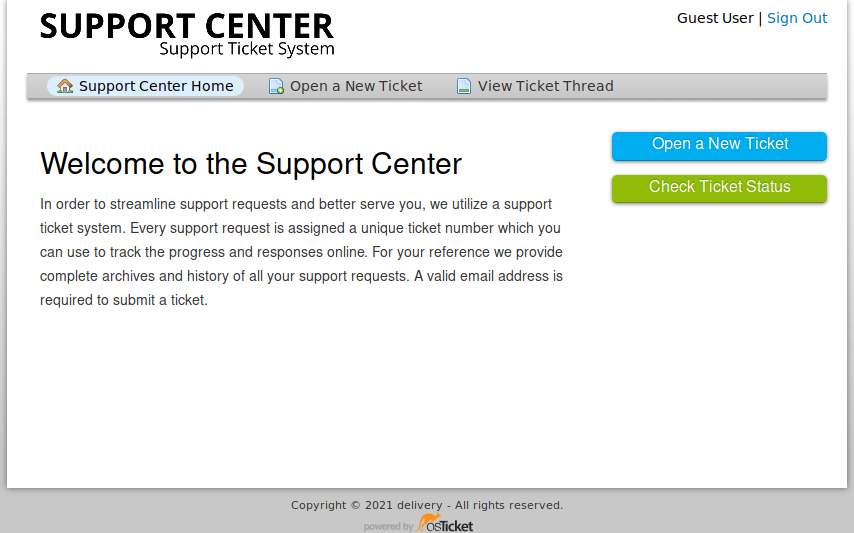 SUPPORT CENTER
Support Ticket System
Guest User | Sign Out
Support Center Home
Open a New Ticket
View Ticket Thread
Open a New Ticket
Check Ticket Status
Welcome to the Support Center
In order to streamline support requests and better serve you, we utilize a support
ticket system. Every support request is assigned a unique ticket number which you
can use to track the progress and responses online. For your reference we provide
complete archives and history of all your support requests. A valid email address is
required to submit a ticket.
Copyright © 2021 delivery - All rights reserved.
powered by osTicket